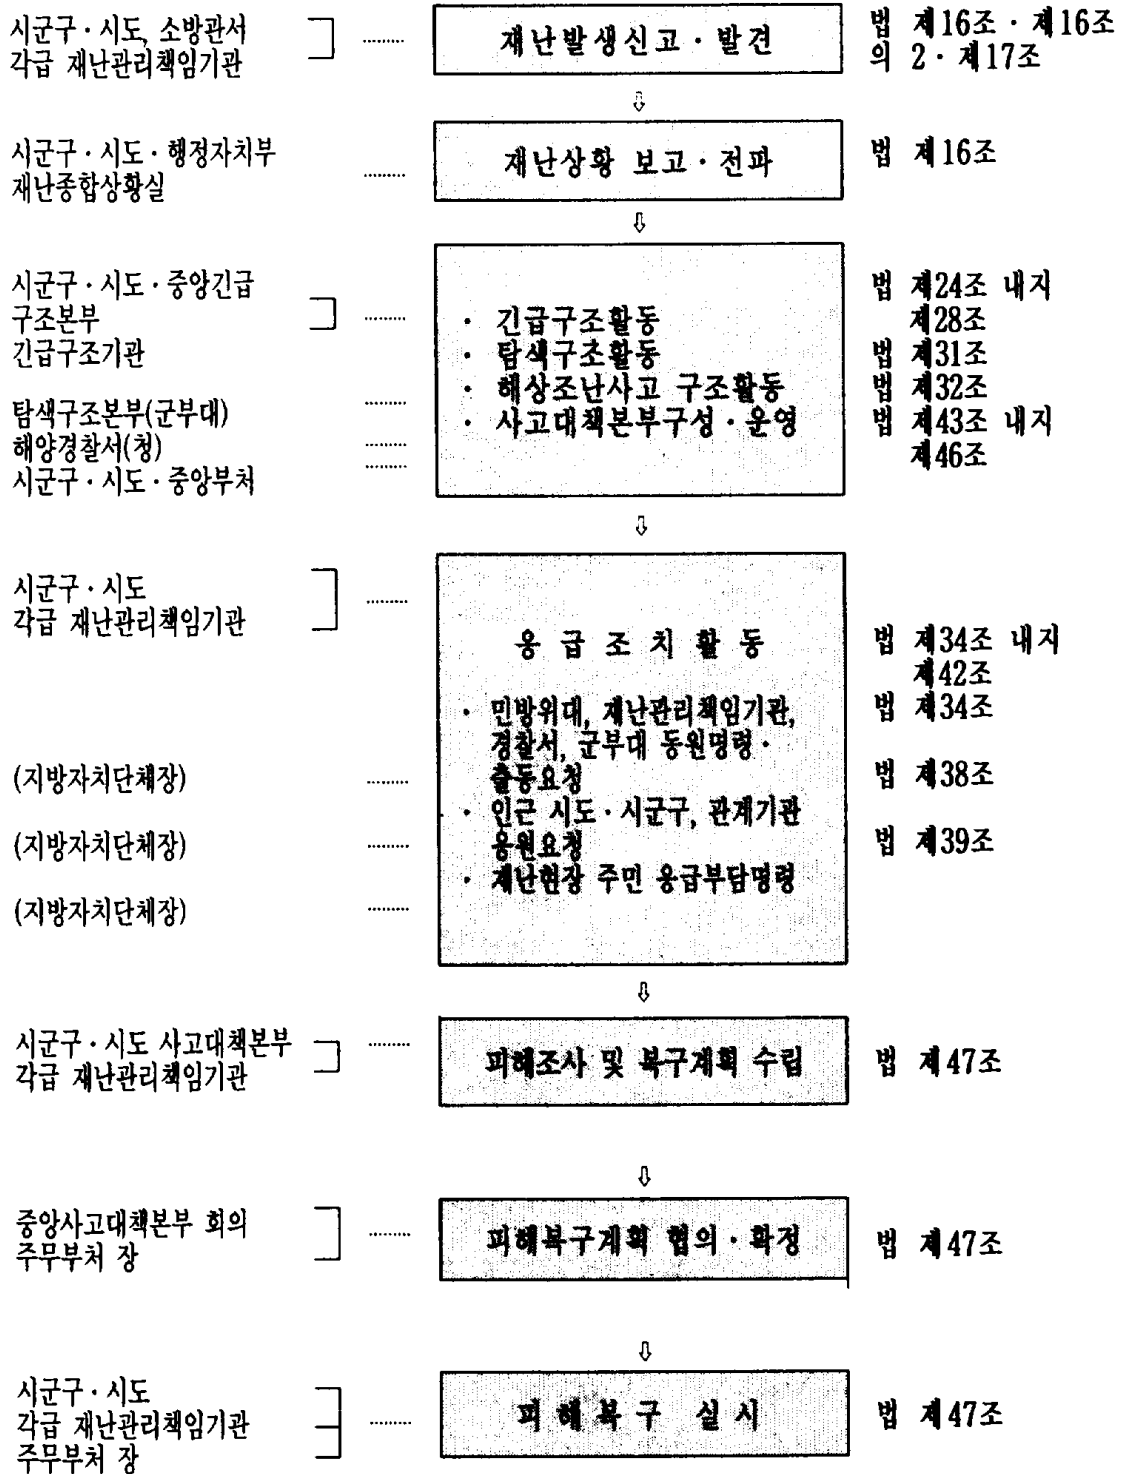 시군구 · 시도, 소방관서
각급 재난관리책임기관
재난발생신고 · 발견
법 제16조 · 제16조
의 2 · 제17조
시군구 · 시도 · 행정자치부
재난종합상황실
재난상황 보고 · 전파
법 제16조
시군구 · 시도 · 중앙긴급
구조본부
긴급구조기관
탐색구조본부(군부대)
해양경찰서(청)
시군구 · 시도 · 중앙부처
· 긴급구조활동
· 탐색구조활동
· 해상조난사고 구조활동
· 사고대책본부구성 · 운영
법 제24조 내지
제28조
법 제31조
법 제32조
법 제43조 내지
제46조
시군구 · 시도
각급 재난관리책임기관
(지방자치단체장)
(지방자치단체장)
(지방자치단체장)
응 급 조 치 활 동
· 민방위대, 재난관리책임기관,
경찰서, 군부대 동원명령 ·
출동요청
· 인근 시도 · 시군구, 관계기관
응원요청
· 재난현장 주민 응급부담명령
법 제34조 내지
제42조
법 제34조
법 제38조
법 제39조
시군구 · 시도 사고대책본부
각급 재난관리책임기관
피해조사 및 복구계획 수립
법 제47조
중앙사고대책본부 회의
주무부처 장
피해복구계획 협의 · 확정
법 제47조
시군구 · 시도
각급 재난관리책임기관
주무부처 장
피 해 복 구 실 시
법 제47조